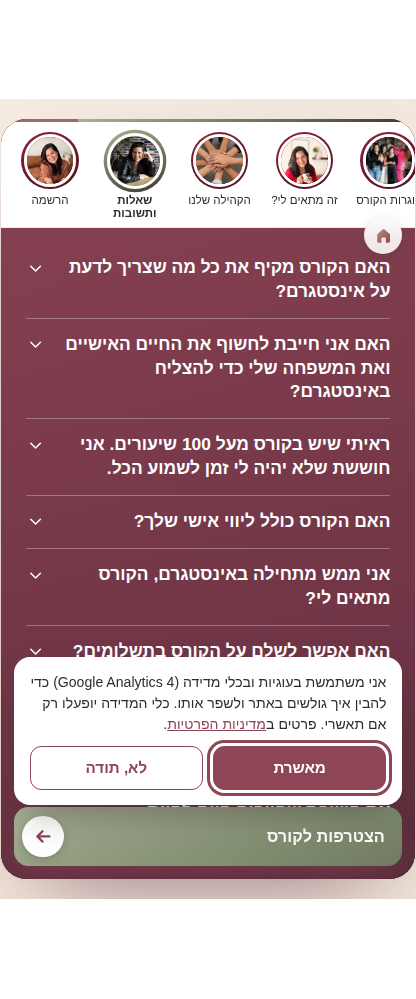 וגרות הקורס
זה מתאים לי?
הקהילה שלנו
שאלות
ותשובות
הרשמה
האם הקורס מקיף את כל מה שצריך לדעת
על אינסטגרם?
האם אני חייבת לחשוף את החיים האישיים
ואת המשפחה שלי כדי להצליח
באינסטגרם?
ראיתי שיש בקורס מעל 100 שיעורים. אני
חוששת שלא יהיה לי זמן לשמוע הכל.
האם הקורס כולל ליווי אישי שלך?
אני ממש מתחילה באינסטגרם, הקורס
מתאים לי?
האם אפשר לשלם על הקורס בתשלומים?
אני משתמשת בעוגיות ובכלי מדידה (Google Analytics 4) כדי
להבין איך גולשים באתר ולשפר אותו. כלי המדידה יופעלו רק
אם תאשרי. פרטים במדיניות הפרטיות.
מאשרת
לא, תודה
הצטרפות לקורס